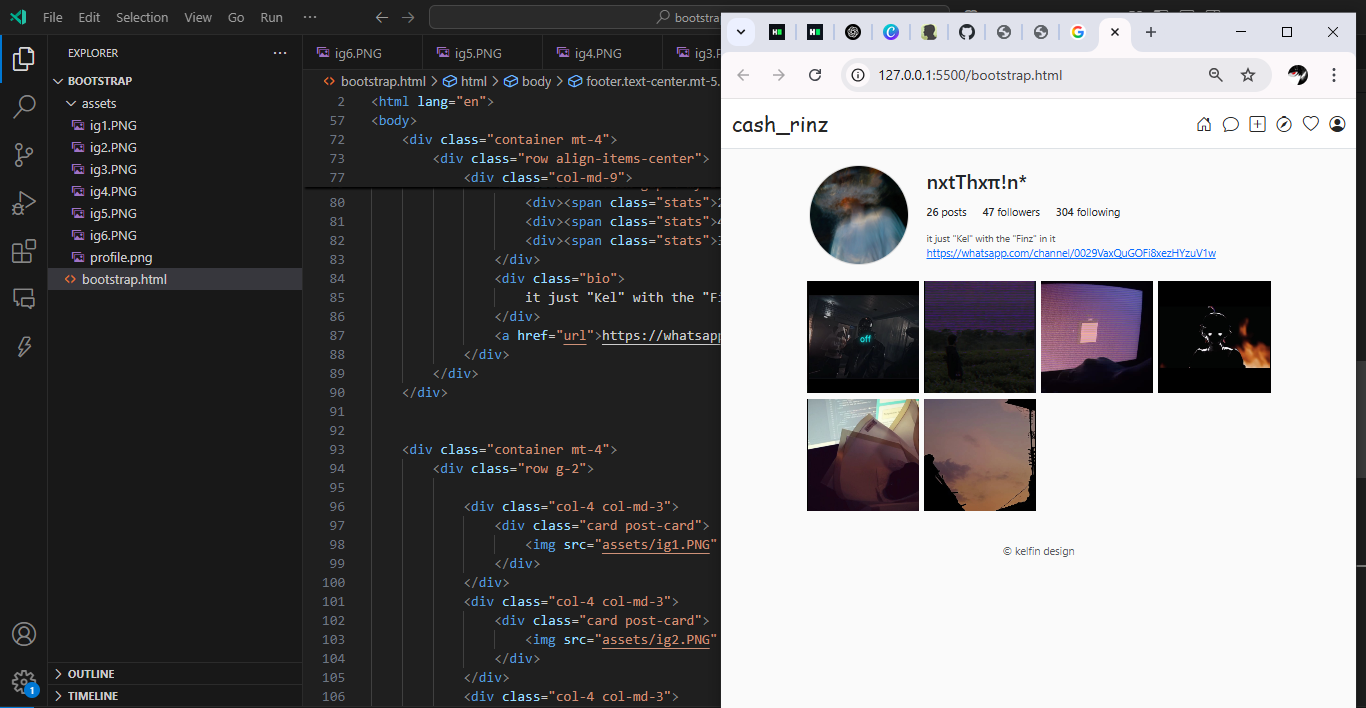 File Edit Selection View Go Run ···
bootstra
EXPLORER ···
BOOTSTRAP
assets
ig1.PNG
ig2.PNG
ig3.PNG
ig4.PNG
ig5.PNG
ig6.PNG
profile.png
bootstrap.html
OUTLINE
TIMELINE
1
ig6.PNG ig5.PNG ig4.PNG ig3.P
bootstrap.html > html > body > footer.text-center.mt-5.
2 <html lang="en">
57 <body>
72 <div class="container mt-4">
73 <div class="row align-items-center">
77 <div class="col-md-9">
80 <div><span class="stats">2
81 <div><span class="stats">4
82 <div><span class="stats">3
83 </div>
84 <div class="bio">
85 it just "Kel" with the "Fi
86 </div>
87 <a href="url">https://whatsapp
88 </div>
89 </div>
90 </div>
91
92
93 <div class="container mt-4">
94 <div class="row g-2">
95
96 <div class="col-4 col-md-3">
97 <div class="card post-card">
98 <img src="assets/ig1.PNG"
99 </div>
100 </div>
101 <div class="col-4 col-md-3">
102 <div class="card post-card">
103 <img src="assets/ig2.PNG"
104 </div>
105 </div>
106 <div class="col-4 col-md-3">
127.0.0.1:5500/bootstrap.html
cash_rinz
nxtThxπ!n*
26 posts 47 followers 304 following
it just "Kel" with the "Finz" in it
https://whatsapp.com/channel/0029VaxQuGOFi8xezHYzuV1w
off
© kelfin design